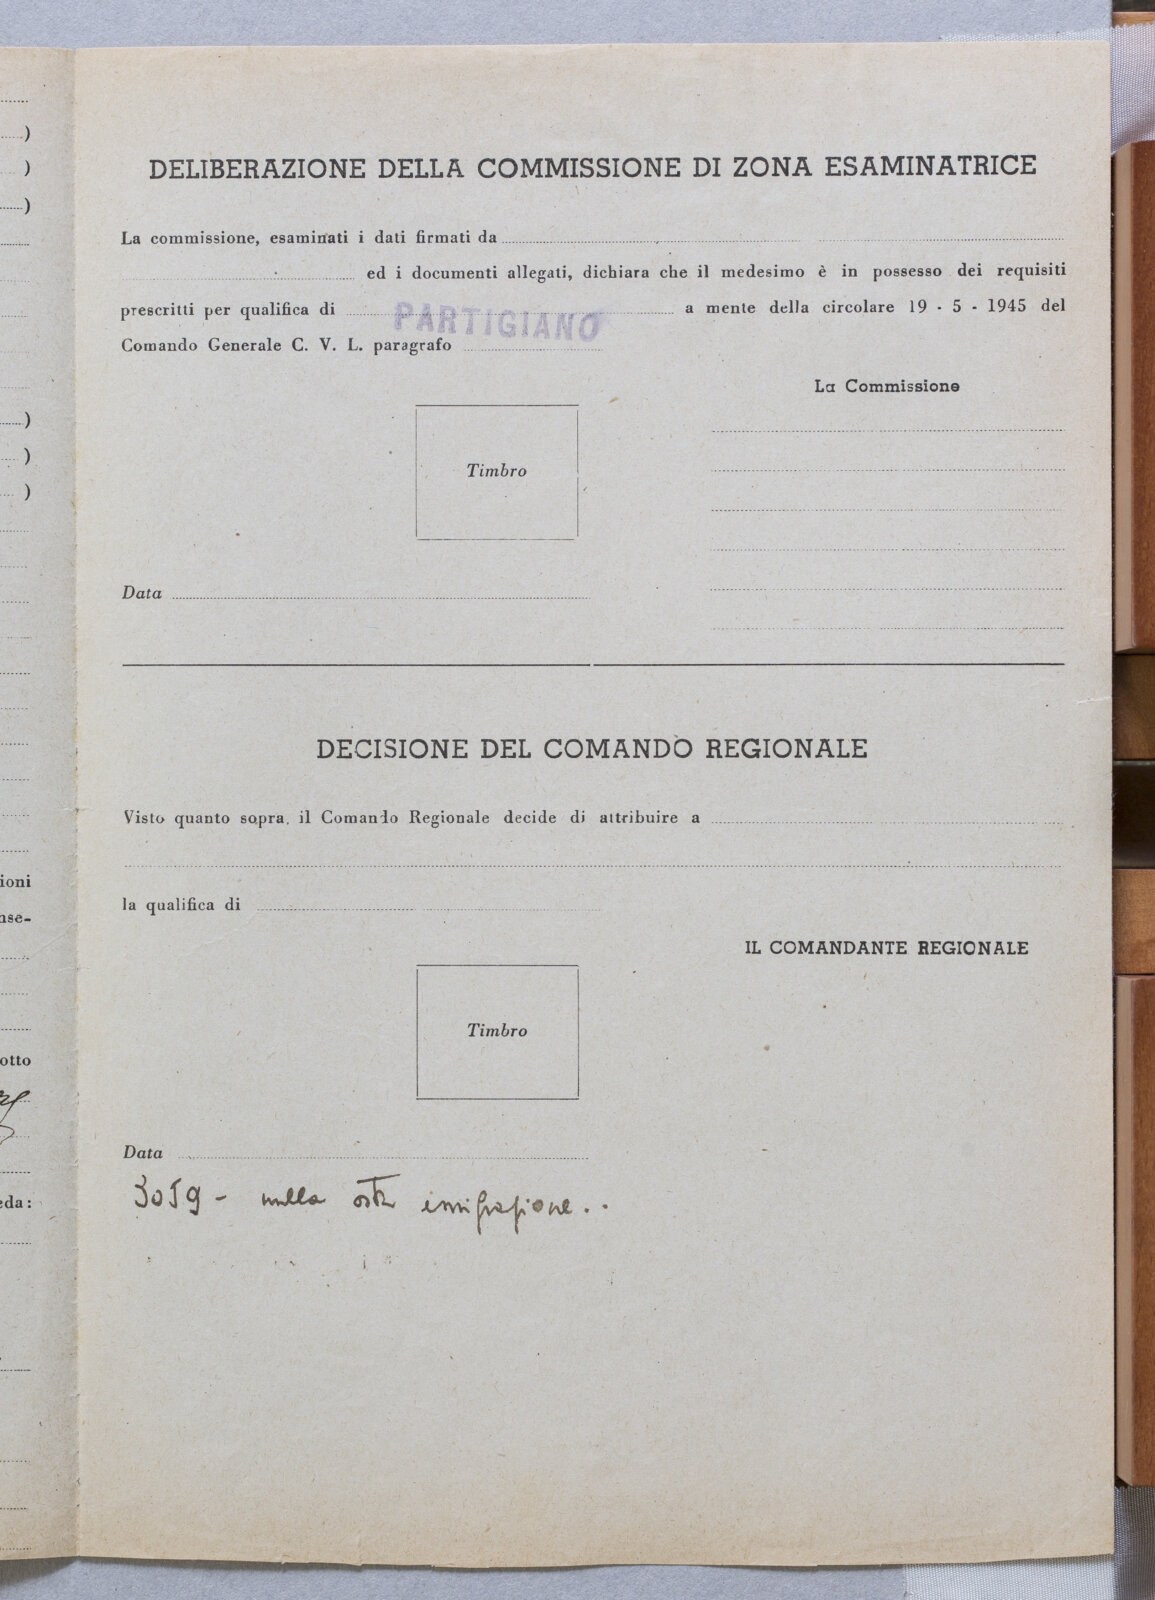 DELIBERAZIONE DELLA COMMISSIONE DI ZONA ESAMINATRICE
La commissione, esaminati i dati firmati da
ed i documenti allegati, dichiara che il medesimo è in possesso dei requisiti
prescritti per qualifica di PARTIGIANO a mente della circolare 19 - 5 - 1945 del
Comando Generale C. V. L. paragrafo
La Commissione
Timbro
Data
DECISIONE DEL COMANDO REGIONALE
Visto quanto sopra, il Comando Regionale decide di attribuire a
la qualifica di
IL COMANDANTE REGIONALE
Timbro
Data
3059 - nulla osta emigrazione..
)
)
)
)
)
)
ioni
nse-
otto
eda: